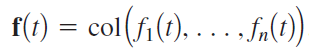 f(t) = col(f₁(t), . . . , fₙ(t))